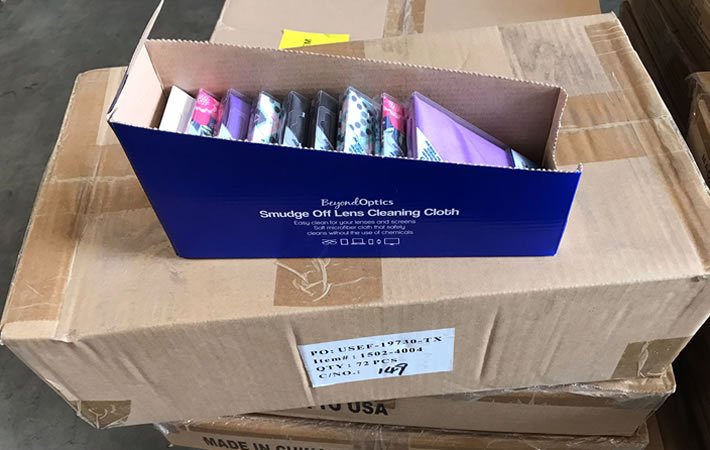 BeyondOptics
Smudge Off Lens Cleaning Cloth
Easy clean for your lenses and screens
Soft microfiber cloth that safely
cleans without the use of chemicals
PO: USEF-19730-TX
Item#: 1502-4004
QTY: 72 PCS
C/NO.: 149
TO USA
MADE IN